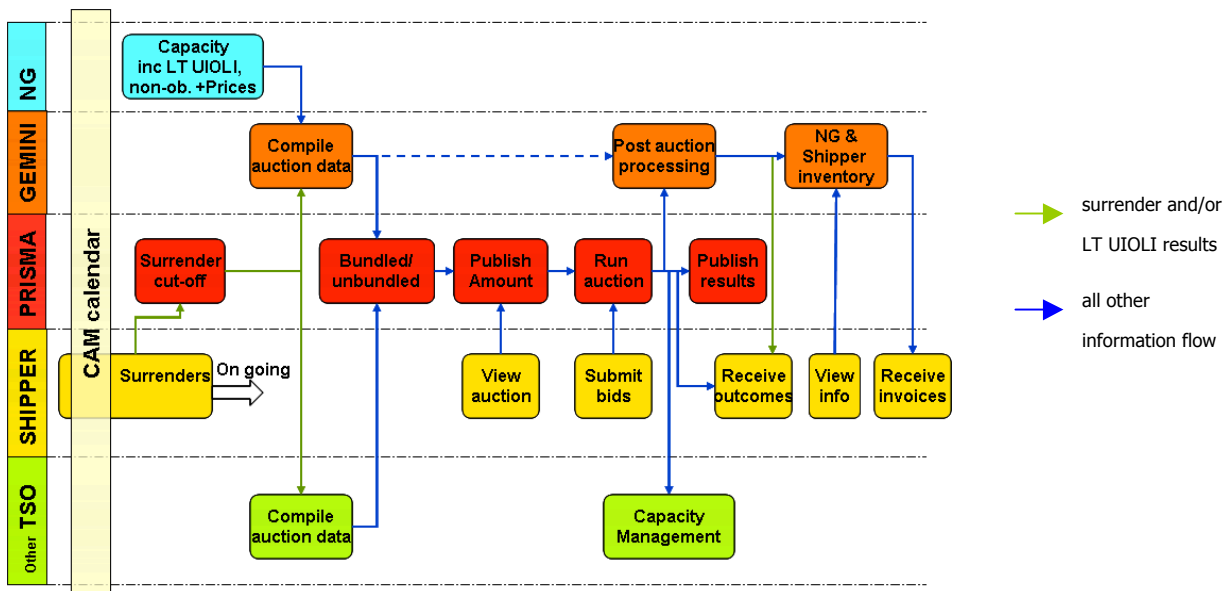 NG
Capacity
inc LT UIOLI,
non-ob. +Prices
GEMINI
Compile
auction data
Post auction
processing
NG &
Shipper
inventory
PRISMA
Surrender
cut-off
Bundled/
unbundled
Publish
Amount
Run
auction
Publish
results
CAM calendar
SHIPPER
Surrenders
On going
View
auction
Submit
bids
Receive
outcomes
View
info
Receive
invoices
Other TSO
Compile
auction data
Capacity
Management
surrender and/or
LT UIOLI results
all other
information flow